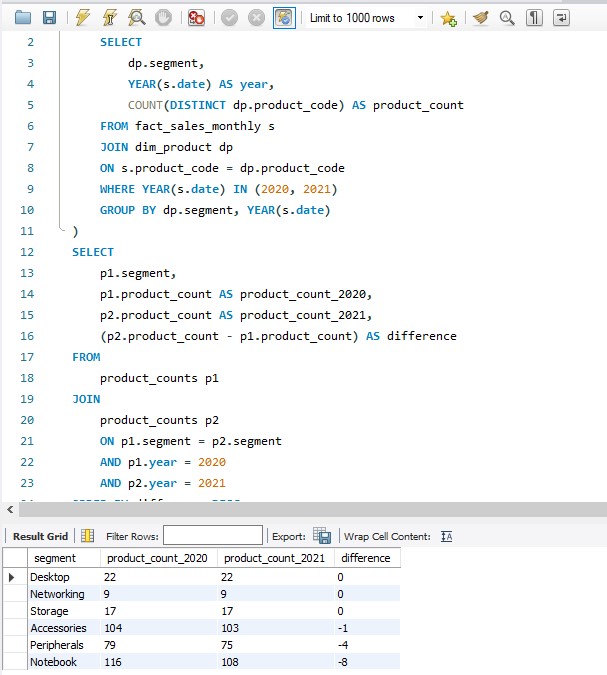 Limit to 1000 rows
2 SELECT
3 dp.segment,
4 YEAR(s.date) AS year,
5 COUNT(DISTINCT dp.product_code) AS product_count
6 FROM fact_sales_monthly s
7 JOIN dim_product dp
8 ON s.product_code = dp.product_code
9 WHERE YEAR(s.date) IN (2020, 2021)
10 GROUP BY dp.segment, YEAR(s.date)
11 )
12 SELECT
13 p1.segment,
14 p1.product_count AS product_count_2020,
15 p2.product_count AS product_count_2021,
16 (p2.product_count - p1.product_count) AS difference
17 FROM
18 product_counts p1
19 JOIN
20 product_counts p2
21 ON p1.segment = p2.segment
22 AND p1.year = 2020
23 AND p2.year = 2021
Result Grid Filter Rows: Export: Wrap Cell Content: IA
segment product_count_2020 product_count_2021 difference
Desktop 22 22 0
Networking 9 9 0
Storage 17 17 0
Accessories 104 103 -1
Peripherals 79 75 -4
Notebook 116 108 -8